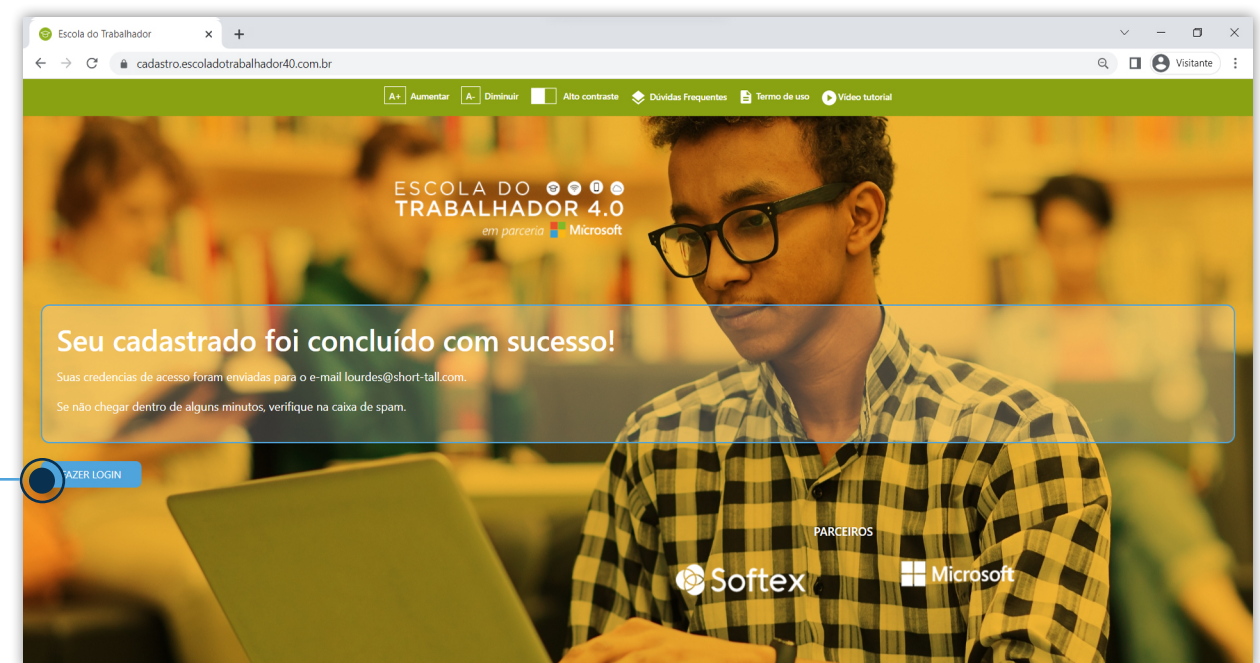 Escola do Trabalhador
cadastro.escoladotrabalhador40.com.br
Visitante
A+ Aumentar A- Diminuir Alto contraste Dúvidas Frequentes Termo de uso Vídeo tutorial
ESCOLA DO
TRABALHADOR 4.0
em parceria Microsoft
Seu cadastrado foi concluído com sucesso!
Suas credencias de acesso foram enviadas para o e-mail lourdes@short-tall.com.
Se não chegar dentro de alguns minutos, verifique na caixa de spam.
FAZER LOGIN
PARCEIROS
Softex Microsoft